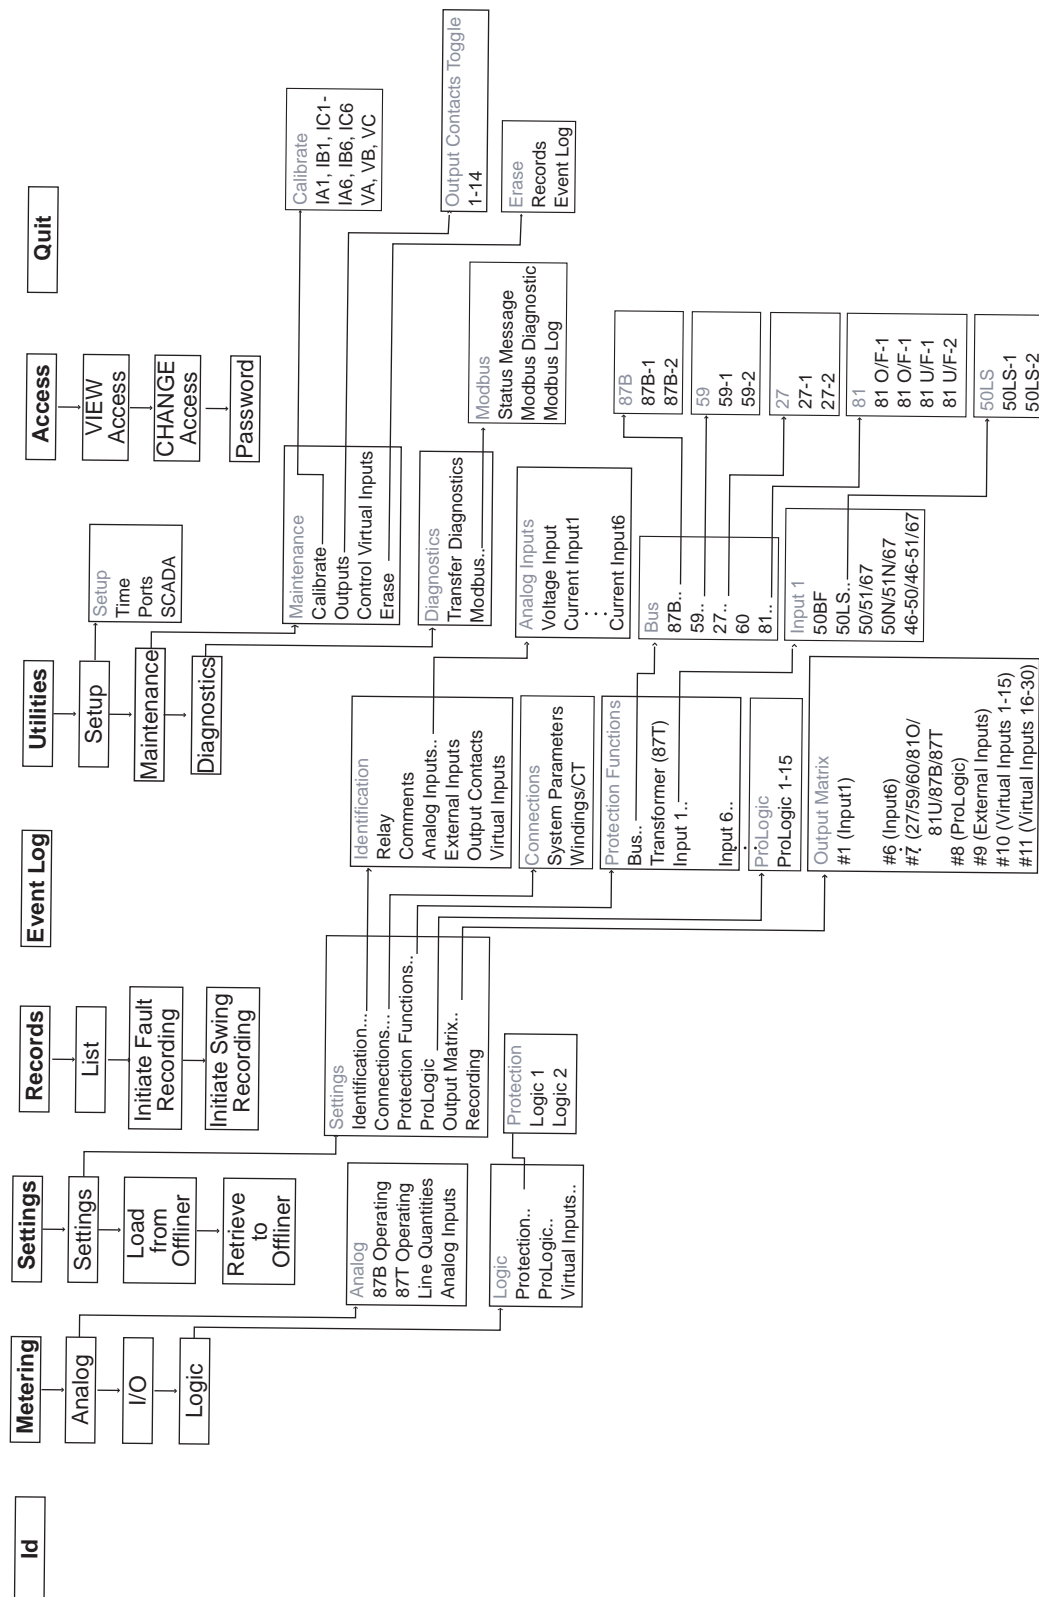 Id
Metering
Analog
I/O
Logic
Analog
87B Operating
87T Operating
Line Quantities
Analog Inputs
Logic
Protection..
ProLogic..
Virtual Inputs..
Protection
Logic 1
Logic 2
Settings
Settings
Load
from
Offliner
Retrieve
to
Offliner
Settings
Identification...
Connections...
Protection Functions..
ProLogic
Output Matrix..
Recording
Identification
Relay
Comments
Analog Inputs..
External Inputs
Output Contacts
Virtual Inputs
Analog Inputs
Voltage Input
Current Input1
:
Current Input6
Connections
System Parameters
Windings/CT
Protection Functions
Bus..
Transformer (87T)
Input 1..
:
Input 6..
Bus
87B..
59..
27..
60
81..
87B
87B-1
87B-2
59
59-1
59-2
27
27-1
27-2
81
81 O/F-1
81 O/F-1
81 U/F-1
81 U/F-2
Input 1
50BF
50LS..
50/51/67
50N/51N/67
46-50/46-51/67
50LS
50LS-1
50LS-2
ProLogic
ProLogic 1-15
Output Matrix
#1 (Input1)
:
#6 (Input6)
#7 (27/59/60/81O/
81U/87B/87T
#8 (ProLogic)
#9 (External Inputs)
#10 (Virtual Inputs 1-15)
#11 (Virtual Inputs 16-30)
Records
List
Initiate Fault
Recording
Initiate Swing
Recording
Event Log
Utilities
Setup
Maintenance
Diagnostics
Setup
Time
Ports
SCADA
Maintenance
Calibrate
Outputs
Control Virtual Inputs
Erase
Calibrate
IA1, IB1, IC1-
IA6, IB6, IC6
VA, VB, VC
Output Contacts Toggle
1-14
Erase
Records
Event Log
Diagnostics
Transfer Diagnostics
Modbus..
Modbus
Status Message
Modbus Diagnostic
Modbus Log
Access
VIEW
Access
CHANGE
Access
Password
Quit